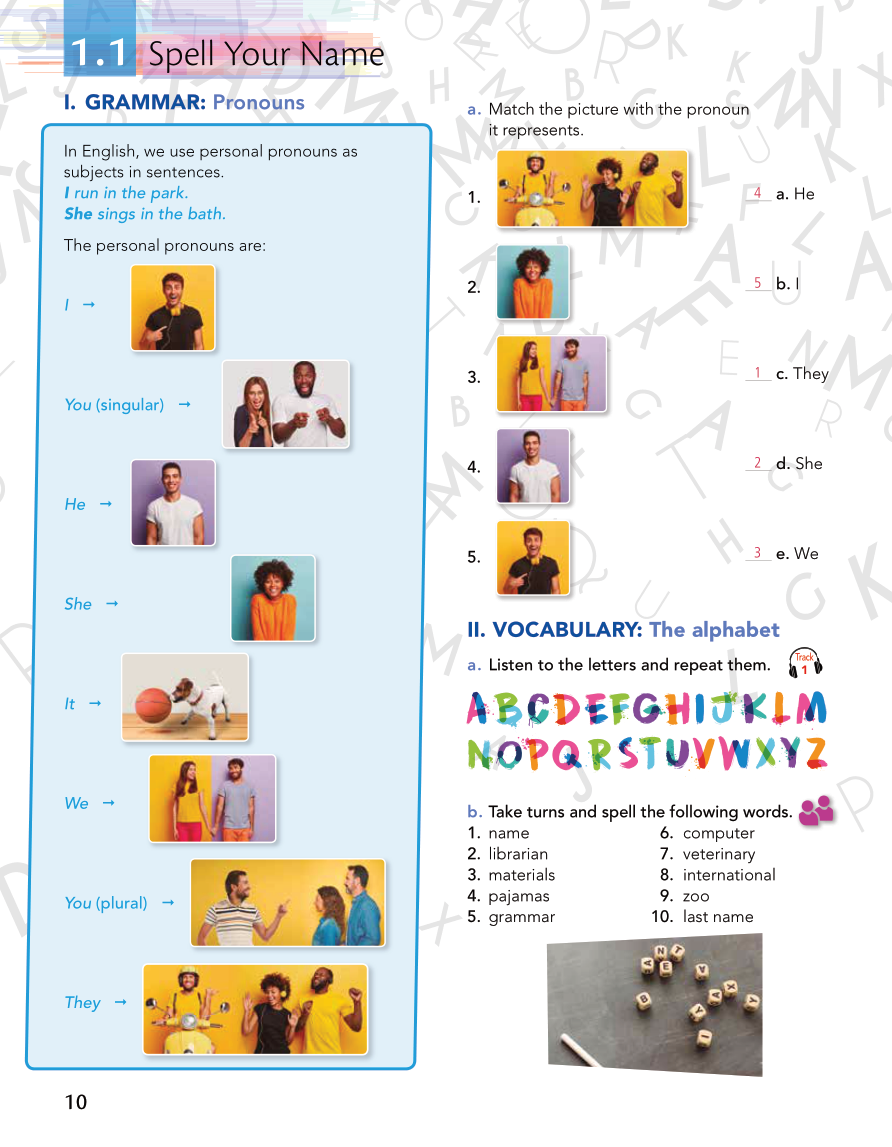 1.1 Spell Your Name
I. GRAMMAR: Pronouns
In English, we use personal pronouns as
subjects in sentences.
I run in the park.
She sings in the bath.
The personal pronouns are:
I →
You (singular) →
He →
She →
It →
We →
You (plural) →
They →
10
a. Match the picture with the pronoun
it represents.
1.
4 a. He
2.
5 b. I
3.
1 c. They
4.
2 d. She
5.
3 e. We
II. VOCABULARY: The alphabet
a. Listen to the letters and repeat them.
Track
1
ABCDEFGHIJKLM
NOPQRSTUVWXYZ
b. Take turns and spell the following words.
1. name
2. librarian
3. materials
4. pajamas
5. grammar
6. computer
7. veterinary
8. international
9. zoo
10. last name